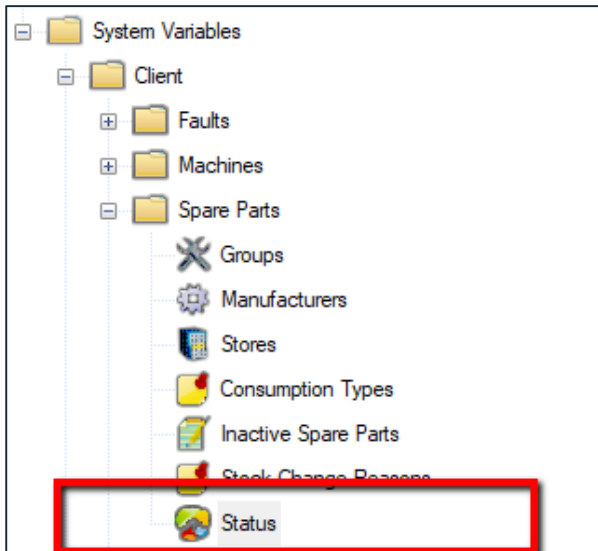 System Variables
Client
Faults
Machines
Spare Parts
Groups
Manufacturers
Stores
Consumption Types
Inactive Spare Parts
Stock Change Reasons
Status